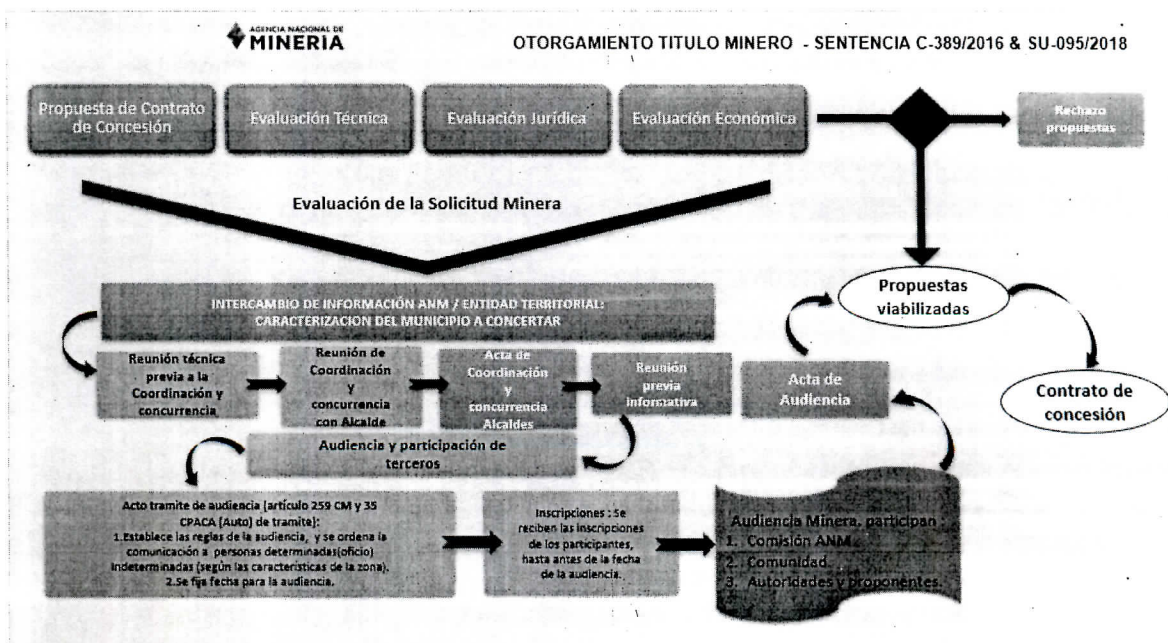 AGENCIA NACIONAL DE
MINERÍA
OTORGAMIENTO TITULO MINERO - SENTENCIA C-389/2016 & SU-095/2018
Propuesta de Contrato
de Concesión
Evaluación Técnica
Evaluación Jurídica
Evaluación Económica
Rechazo
propuestas
Evaluación de la Solicitud Minera
Propuestas
viabilizadas
Contrato de
concesión
INTERCAMBIO DE INFORMACIÓN ANM / ENTIDAD TERRITORIAL:
CARACTERIZACION DEL MUNICIPIO A CONCERTAR
Reunión técnica
previa a la
Coordinación y
concurrencia
Reunión de
Coordinación
y
concurrencia
con Alcalde
Acta de
Coordinación
y
concurrencia
Alcaldes
Reunión
previa
informativa
Acta de
Audiencia
Audiencia y participación de
terceros
Acto tramite de audiencia (artículo 259 CM y 35
CPACA (Auto) de tramite):
1.Establece las reglas de la audiencia, y se ordena la
comunicación a personas determinadas(oficio)
Indeterminadas (según las características de la zona).
2.Se fija fecha para la audiencia.
Inscripciones : Se
reciben las inscripciones
de los participantes,
hasta antes de la fecha
de la audiencia.
Audiencia Minera, participan :
1. Comisión ANM
2. Comunidad.
3. Autoridades y proponentes.